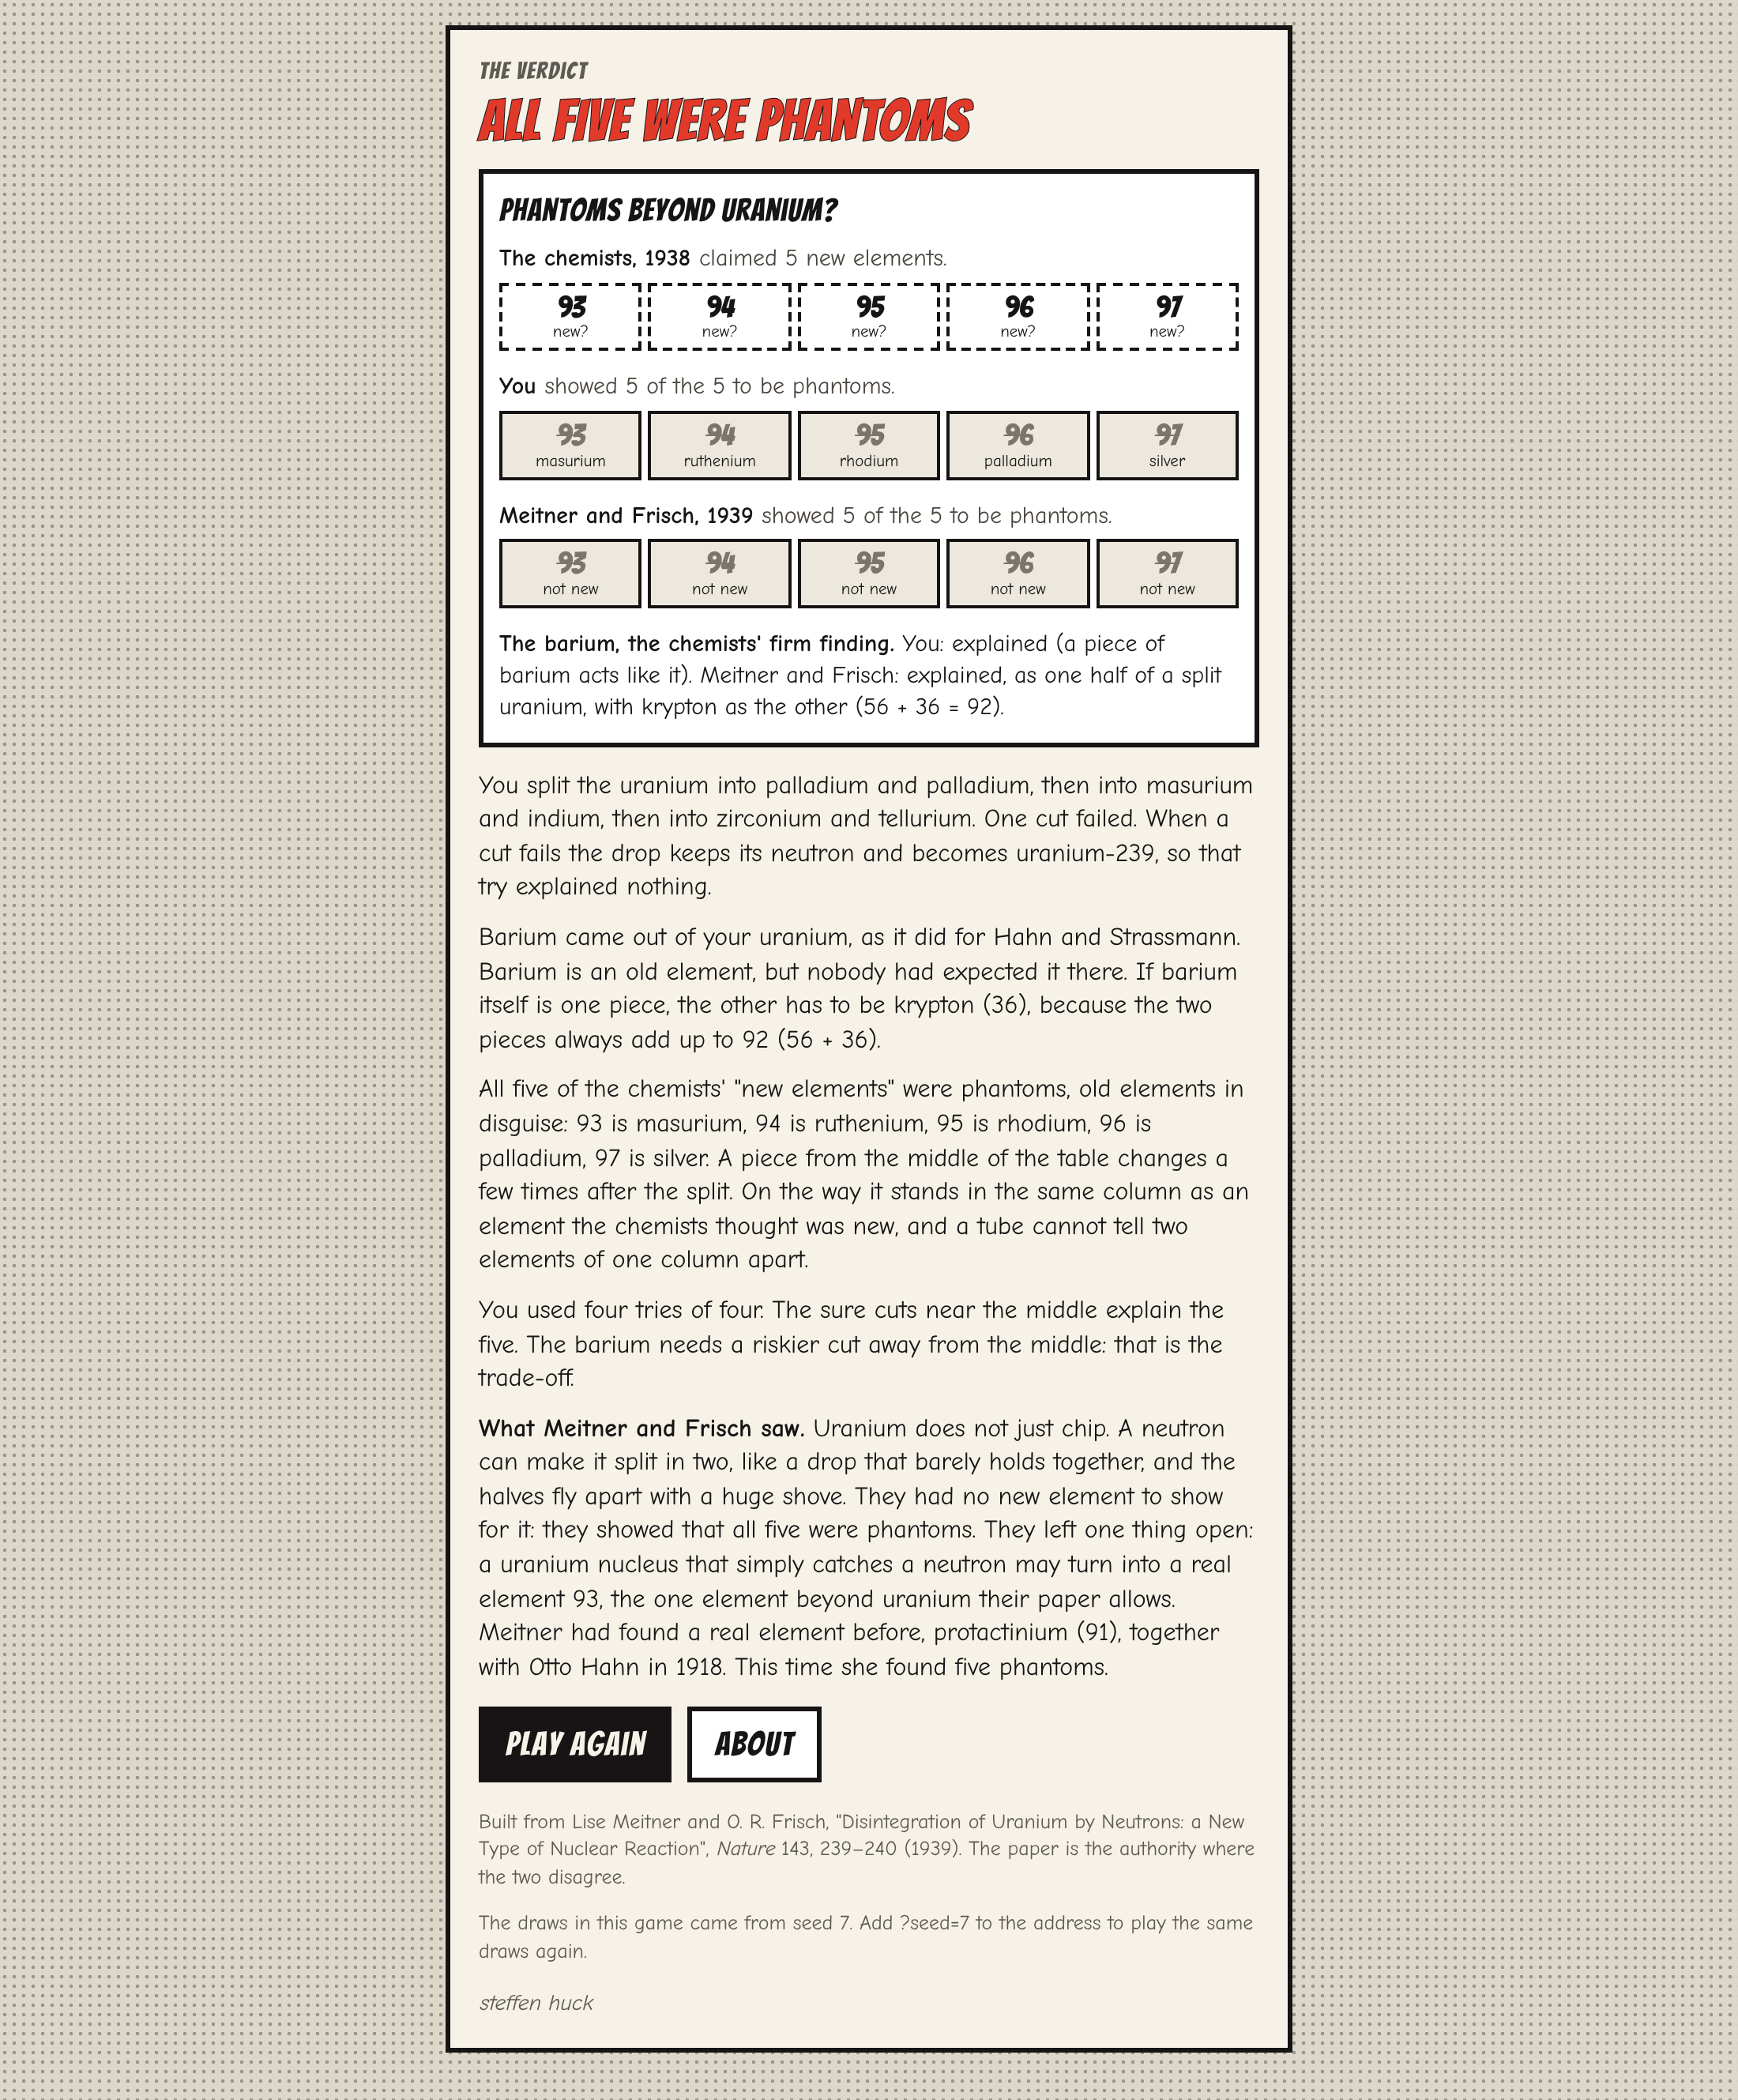 THE VERDICT
ALL FIVE WERE PHANTOMS
PHANTOMS BEYOND URANIUM?
The chemists, 1938 claimed 5 new elements.
93 94 95 96 97
new? new? new? new? new?
You showed 5 of the 5 to be phantoms.
93 94 95 96 97
masurium ruthenium rhodium palladium silver
Meitner and Frisch, 1939 showed 5 of the 5 to be phantoms.
93 94 95 96 97
not new not new not new not new not new
The barium, the chemists' firm finding. You: explained (a piece of
barium acts like it). Meitner and Frisch: explained, as one half of a split
uranium, with krypton as the other (56 + 36 = 92).
You split the uranium into palladium and palladium, then into masurium
and indium, then into zirconium and tellurium. One cut failed. When a
cut fails the drop keeps its neutron and becomes uranium-239, so that
try explained nothing.
Barium came out of your uranium, as it did for Hahn and Strassmann.
Barium is an old element, but nobody had expected it there. If barium
itself is one piece, the other has to be krypton (36), because the two
pieces always add up to 92 (56 + 36).
All five of the chemists' "new elements" were phantoms, old elements in
disguise: 93 is masurium, 94 is ruthenium, 95 is rhodium, 96 is
palladium, 97 is silver. A piece from the middle of the table changes a
few times after the split. On the way it stands in the same column as an
element the chemists thought was new, and a tube cannot tell two
elements of one column apart.
You used four tries of four. The sure cuts near the middle explain the
five. The barium needs a riskier cut away from the middle: that is the
trade-off.
What Meitner and Frisch saw. Uranium does not just chip. A neutron
can make it split in two, like a drop that barely holds together, and the
halves fly apart with a huge shove. They had no new element to show
for it: they showed that all five were phantoms. They left one thing open:
a uranium nucleus that simply catches a neutron may turn into a real
element 93, the one element beyond uranium their paper allows.
Meitner had found a real element before, protactinium (91), together
with Otto Hahn in 1918. This time she found five phantoms.
PLAY AGAIN ABOUT
Built from Lise Meitner and O. R. Frisch, "Disintegration of Uranium by Neutrons: a New
Type of Nuclear Reaction", Nature 143, 239–240 (1939). The paper is the authority where
the two disagree.
The draws in this game came from seed 7. Add ?seed=7 to the address to play the same
draws again.
steffen huck